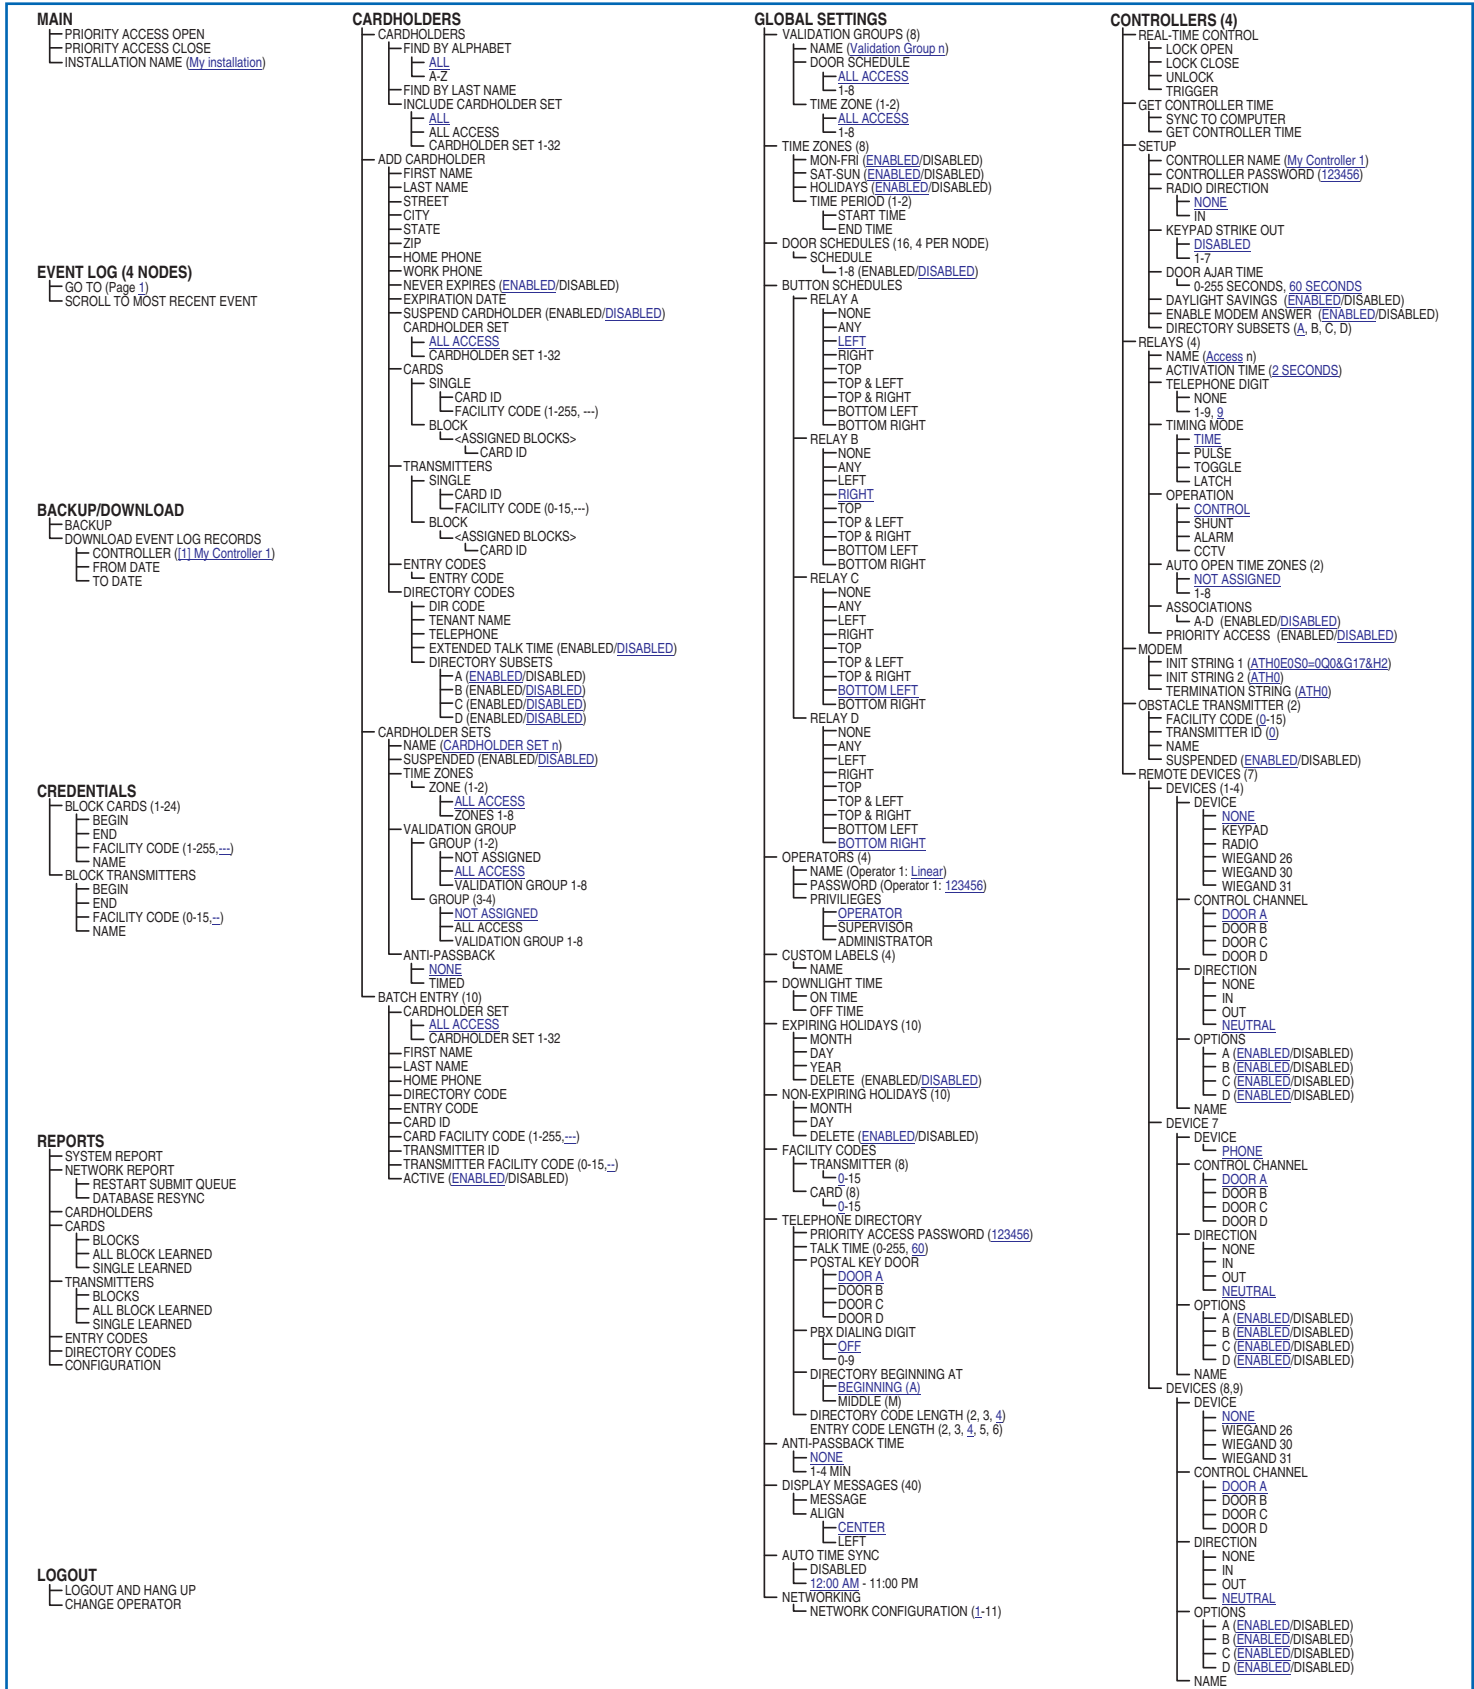 MAIN
PRIORITY ACCESS OPEN
PRIORITY ACCESS CLOSE
INSTALLATION NAME (My installation)
EVENT LOG (4 NODES)
GO TO (Page 1)
SCROLL TO MOST RECENT EVENT
BACKUP/DOWNLOAD
BACKUP
DOWNLOAD EVENT LOG RECORDS
CONTROLLER ([1] My Controller 1)
FROM DATE
TO DATE
CREDENTIALS
BLOCK CARDS (1-24)
BEGIN
END
FACILITY CODE (1-255,---)
NAME
BLOCK TRANSMITTERS
BEGIN
END
FACILITY CODE (0-15,--)
NAME
REPORTS
SYSTEM REPORT
NETWORK REPORT
RESTART SUBMIT QUEUE
DATABASE RESYNC
CARDHOLDERS
CARDS
BLOCKS
ALL BLOCK LEARNED
SINGLE LEARNED
TRANSMITTERS
BLOCKS
ALL BLOCK LEARNED
SINGLE LEARNED
ENTRY CODES
DIRECTORY CODES
CONFIGURATION
LOGOUT
LOGOUT AND HANG UP
CHANGE OPERATOR
CARDHOLDERS
CARDHOLDERS
FIND BY ALPHABET
ALL
A-Z
FIND BY LAST NAME
INCLUDE CARDHOLDER SET
ALL
ALL ACCESS
CARDHOLDER SET 1-32
ADD CARDHOLDER
FIRST NAME
LAST NAME
STREET
CITY
STATE
ZIP
HOME PHONE
WORK PHONE
NEVER EXPIRES (ENABLED/DISABLED)
EXPIRATION DATE
SUSPEND CARDHOLDER (ENABLED/DISABLED)
CARDHOLDER SET
ALL ACCESS
CARDHOLDER SET 1-32
CARDS
SINGLE
CARD ID
FACILITY CODE (1-255, ---)
BLOCK
<ASSIGNED BLOCKS>
CARD ID
TRANSMITTERS
SINGLE
CARD ID
FACILITY CODE (0-15,---)
BLOCK
<ASSIGNED BLOCKS>
CARD ID
ENTRY CODES
ENTRY CODE
DIRECTORY CODES
DIR CODE
TENANT NAME
TELEPHONE
EXTENDED TALK TIME (ENABLED/DISABLED)
DIRECTORY SUBSETS
A (ENABLED/DISABLED)
B (ENABLED/DISABLED)
C (ENABLED/DISABLED)
D (ENABLED/DISABLED)
CARDHOLDER SETS
NAME (CARDHOLDER SET n)
SUSPENDED (ENABLED/DISABLED)
TIME ZONES
ZONE (1-2)
ALL ACCESS
ZONES 1-8
VALIDATION GROUP
GROUP (1-2)
NOT ASSIGNED
ALL ACCESS
VALIDATION GROUP 1-8
GROUP (3-4)
NOT ASSIGNED
ALL ACCESS
VALIDATION GROUP 1-8
ANTI-PASSBACK
NONE
TIMED
BATCH ENTRY (10)
CARDHOLDER SET
ALL ACCESS
CARDHOLDER SET 1-32
FIRST NAME
LAST NAME
HOME PHONE
DIRECTORY CODE
ENTRY CODE
CARD ID
CARD FACILITY CODE (1-255,---)
TRANSMITTER ID
TRANSMITTER FACILITY CODE (0-15,--)
ACTIVE (ENABLED/DISABLED)
GLOBAL SETTINGS
VALIDATION GROUPS (8)
NAME (Validation Group n)
DOOR SCHEDULE
ALL ACCESS
1-8
TIME ZONE (1-2)
ALL ACCESS
1-8
TIME ZONES (8)
MON-FRI (ENABLED/DISABLED)
SAT-SUN (ENABLED/DISABLED)
HOLIDAYS (ENABLED/DISABLED)
TIME PERIOD (1-2)
START TIME
END TIME
DOOR SCHEDULES (16, 4 PER NODE)
SCHEDULE
1-8 (ENABLED/DISABLED)
BUTTON SCHEDULES
RELAY A
NONE
ANY
LEFT
RIGHT
TOP
TOP & LEFT
TOP & RIGHT
BOTTOM LEFT
BOTTOM RIGHT
RELAY B
NONE
ANY
LEFT
RIGHT
TOP
TOP & LEFT
TOP & RIGHT
BOTTOM LEFT
BOTTOM RIGHT
RELAY C
NONE
ANY
LEFT
RIGHT
TOP
TOP & LEFT
TOP & RIGHT
BOTTOM LEFT
BOTTOM RIGHT
RELAY D
NONE
ANY
LEFT
RIGHT
TOP
TOP & LEFT
TOP & RIGHT
BOTTOM LEFT
BOTTOM RIGHT
OPERATORS (4)
NAME (Operator 1: Linear)
PASSWORD (Operator 1: 123456)
PRIVILIEGES
OPERATOR
SUPERVISOR
ADMINISTRATOR
CUSTOM LABELS (4)
NAME
DOWNLIGHT TIME
ON TIME
OFF TIME
EXPIRING HOLIDAYS (10)
MONTH
DAY
YEAR
DELETE (ENABLED/DISABLED)
NON-EXPIRING HOLIDAYS (10)
MONTH
DAY
DELETE (ENABLED/DISABLED)
FACILITY CODES
TRANSMITTER (8)
0-15
CARD (8)
0-15
TELEPHONE DIRECTORY
PRIORITY ACCESS PASSWORD (123456)
TALK TIME (0-255, 60)
POSTAL KEY DOOR
DOOR A
DOOR B
DOOR C
DOOR D
PBX DIALING DIGIT
OFF
0-9
DIRECTORY BEGINNING AT
BEGINNING (A)
MIDDLE (M)
DIRECTORY CODE LENGTH (2, 3, 4)
ENTRY CODE LENGTH (2, 3, 4, 5, 6)
ANTI-PASSBACK TIME
NONE
1-4 MIN
DISPLAY MESSAGES (40)
MESSAGE
ALIGN
CENTER
LEFT
AUTO TIME SYNC
DISABLED
12:00 AM - 11:00 PM
NETWORKING
NETWORK CONFIGURATION (1-11)
CONTROLLERS (4)
REAL-TIME CONTROL
LOCK OPEN
LOCK CLOSE
UNLOCK
TRIGGER
GET CONTROLLER TIME
SYNC TO COMPUTER
GET CONTROLLER TIME
SETUP
CONTROLLER NAME (My Controller 1)
CONTROLLER PASSWORD (123456)
RADIO DIRECTION
NONE
IN
KEYPAD STRIKE OUT
DISABLED
1-7
DOOR AJAR TIME
0-255 SECONDS, 60 SECONDS
DAYLIGHT SAVINGS (ENABLED/DISABLED)
ENABLE MODEM ANSWER (ENABLED/DISABLED)
DIRECTORY SUBSETS (A, B, C, D)
RELAYS (4)
NAME (Access n)
ACTIVATION TIME (2 SECONDS)
TELEPHONE DIGIT
NONE
1-9, 9
TIMING MODE
TIME
PULSE
TOGGLE
LATCH
OPERATION
CONTROL
SHUNT
ALARM
CCTV
AUTO OPEN TIME ZONES (2)
NOT ASSIGNED
1-8
ASSOCIATIONS
A-D (ENABLED/DISABLED)
PRIORITY ACCESS (ENABLED/DISABLED)
MODEM
INIT STRING 1 (ATH0E0S0=0Q0&G17&H2)
INIT STRING 2 (ATH0)
TERMINATION STRING (ATH0)
OBSTACLE TRANSMITTER (2)
FACILITY CODE (0-15)
TRANSMITTER ID (0)
NAME
SUSPENDED (ENABLED/DISABLED)
REMOTE DEVICES (7)
DEVICES (1-4)
DEVICE
NONE
KEYPAD
RADIO
WIEGAND 26
WIEGAND 30
WIEGAND 31
CONTROL CHANNEL
DOOR A
DOOR B
DOOR C
DOOR D
DIRECTION
NONE
IN
OUT
NEUTRAL
OPTIONS
A (ENABLED/DISABLED)
B (ENABLED/DISABLED)
C (ENABLED/DISABLED)
D (ENABLED/DISABLED)
NAME
DEVICE 7
DEVICE
PHONE
CONTROL CHANNEL
DOOR A
DOOR B
DOOR C
DOOR D
DIRECTION
NONE
IN
OUT
NEUTRAL
OPTIONS
A (ENABLED/DISABLED)
B (ENABLED/DISABLED)
C (ENABLED/DISABLED)
D (ENABLED/DISABLED)
NAME
DEVICES (8,9)
DEVICE
NONE
WIEGAND 26
WIEGAND 30
WIEGAND 31
CONTROL CHANNEL
DOOR A
DOOR B
DOOR C
DOOR D
DIRECTION
NONE
IN
OUT
NEUTRAL
OPTIONS
A (ENABLED/DISABLED)
B (ENABLED/DISABLED)
C (ENABLED/DISABLED)
D (ENABLED/DISABLED)
NAME